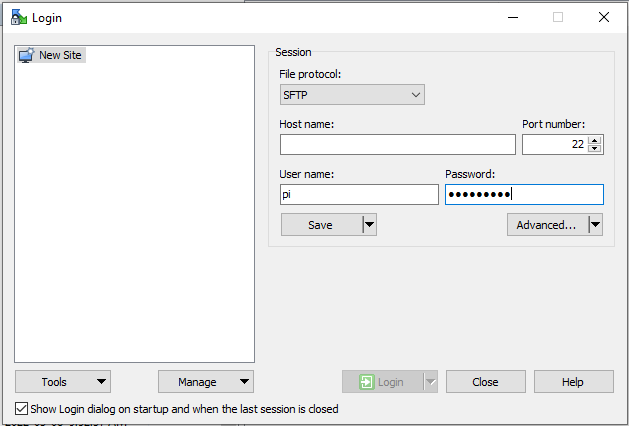 Login
New Site
Session
File protocol:
SFTP
Host name:
Port number:
22
User name:
Password:
pi
•••••••••
Save
Advanced...
Tools
Manage
Login
Close
Help
Show Login dialog on startup and when the last session is closed